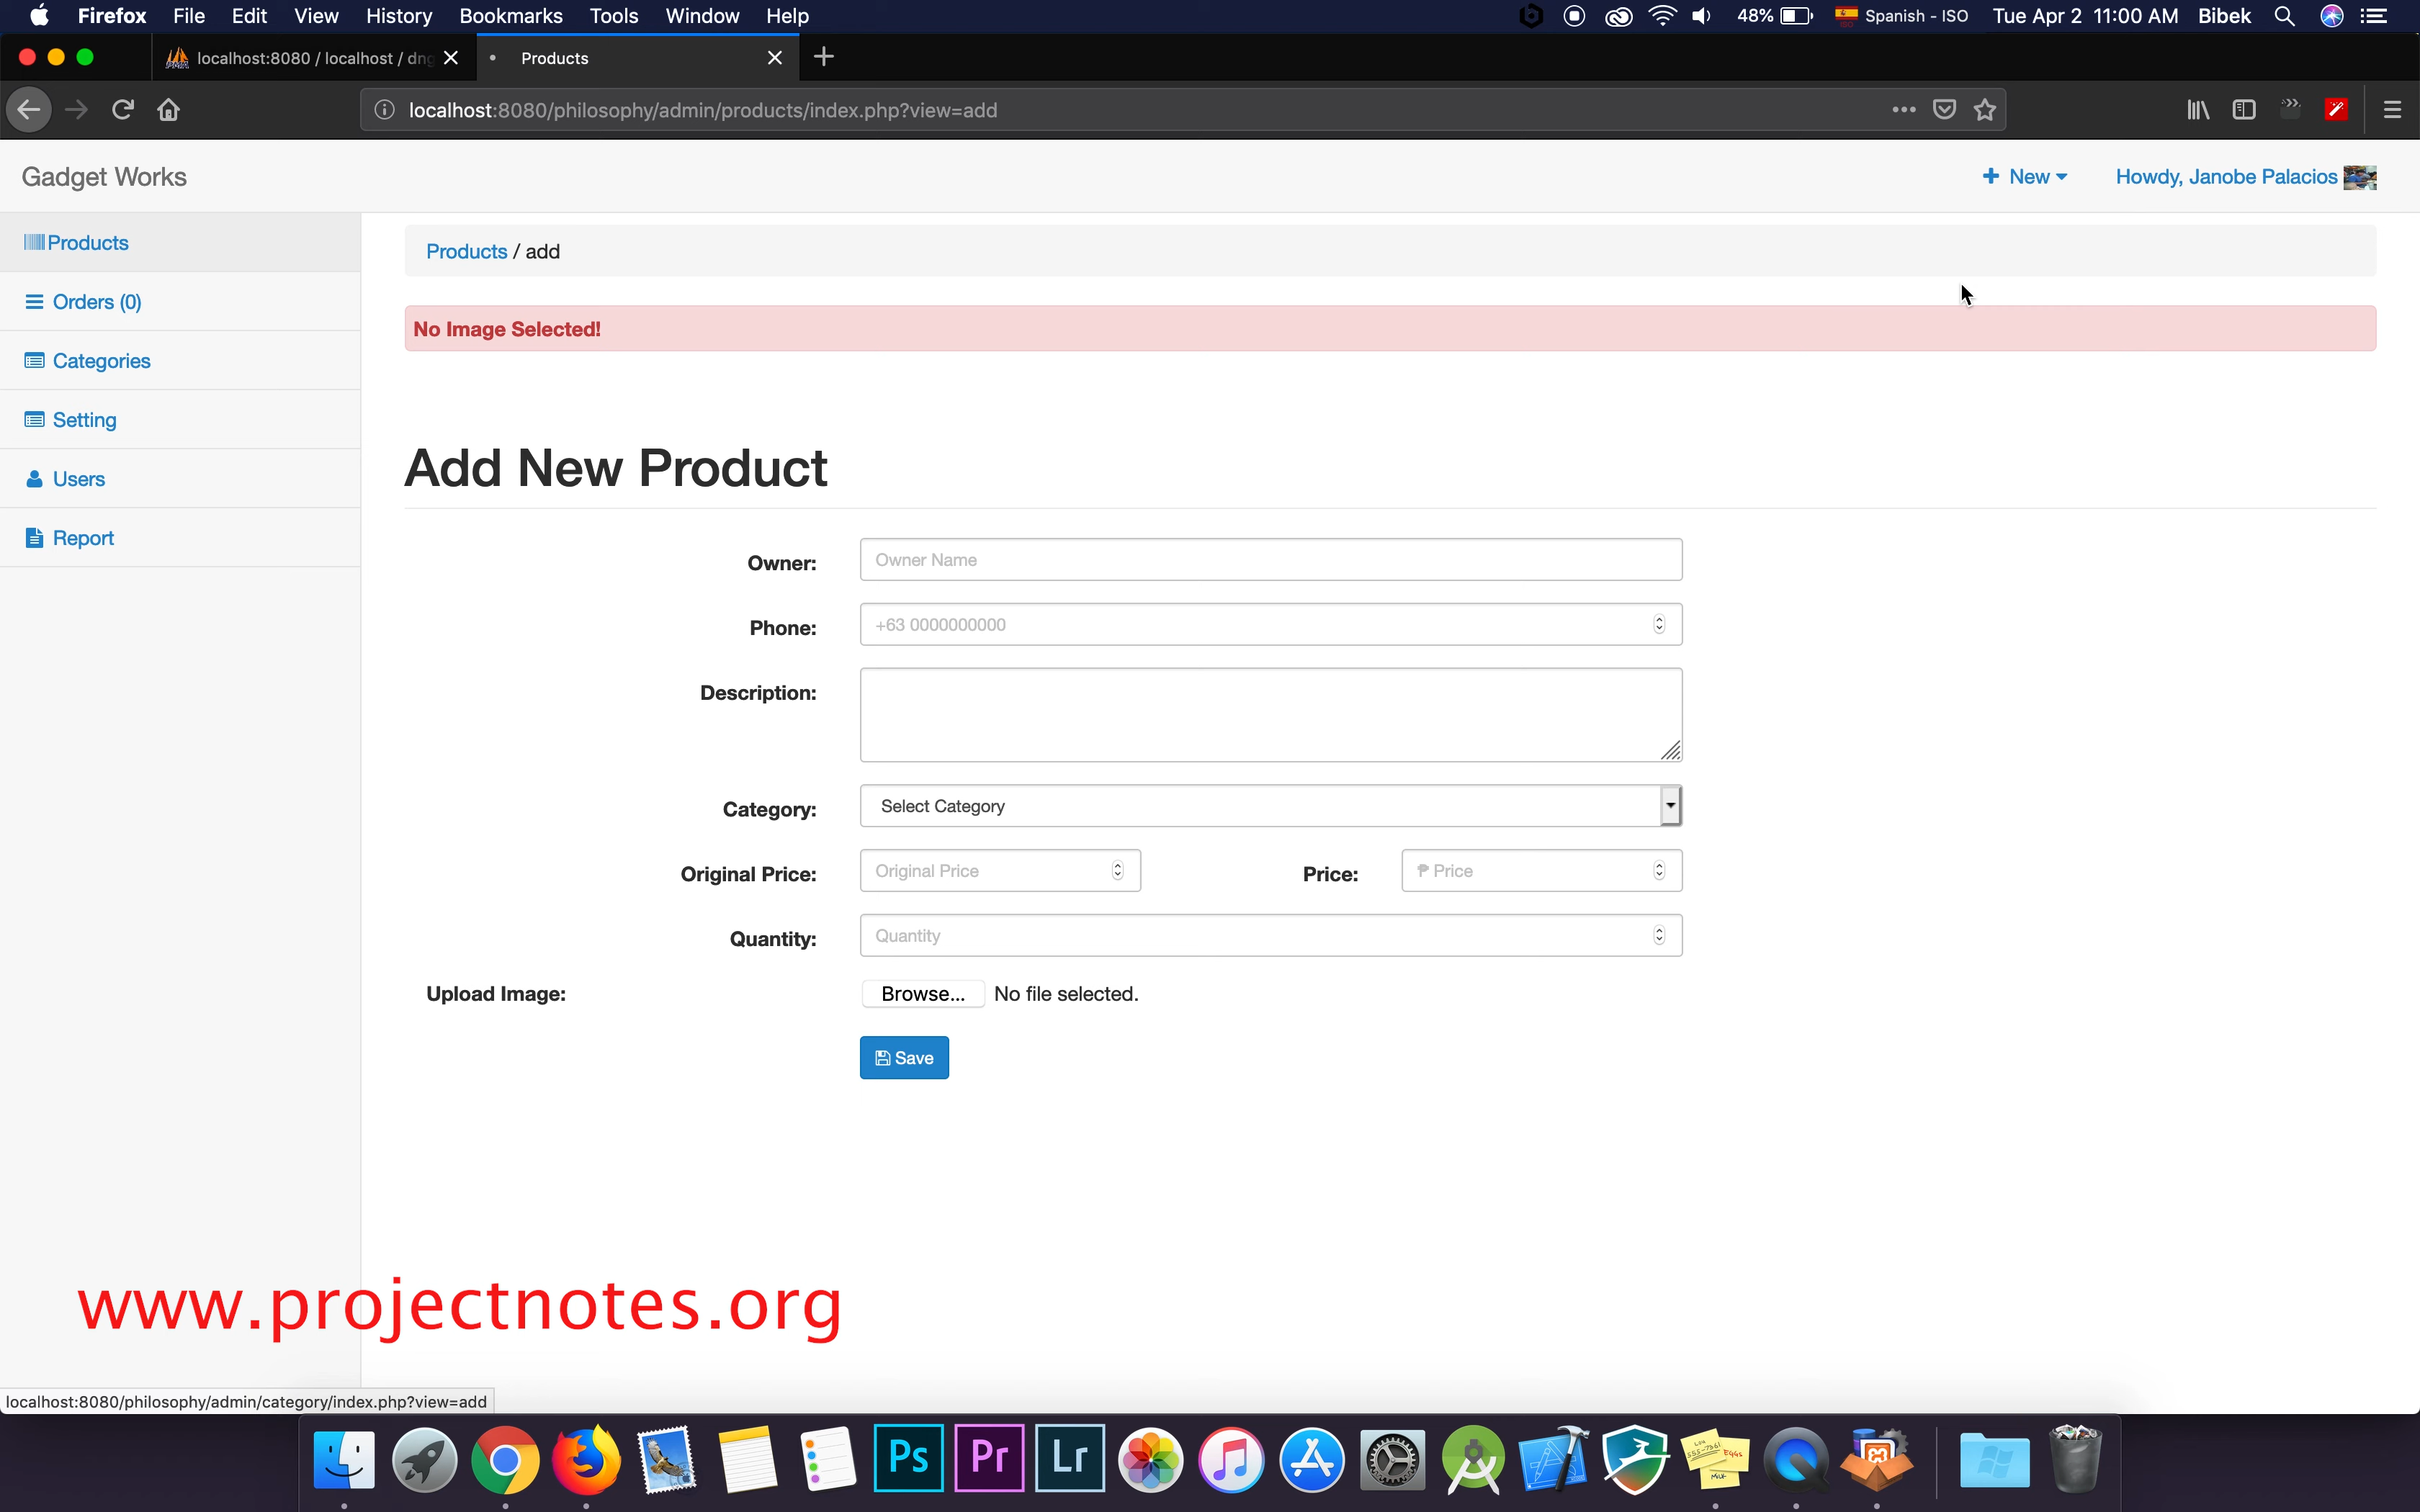 Firefox File Edit View History Bookmarks Tools Window Help 48% Spanish - ISO Tue Apr 2 11:00 AM Bibek
localhost:8080 / localhost / dng Products
localhost:8080/philosophy/admin/products/index.php?view=add
Gadget Works New Howdy, Janobe Palacios
Products
Orders (0)
Categories
Setting
Users
Report
Products / add
No Image Selected!
Add New Product
Owner: Owner Name
Phone: +63 0000000000
Description:
Category: Select Category
Original Price: Original Price Price: ₱ Price
Quantity: Quantity
Upload Image: Browse... No file selected.
Save
www.projectnotes.org
localhost:8080/philosophy/admin/category/index.php?view=add
Ps Pr Lr